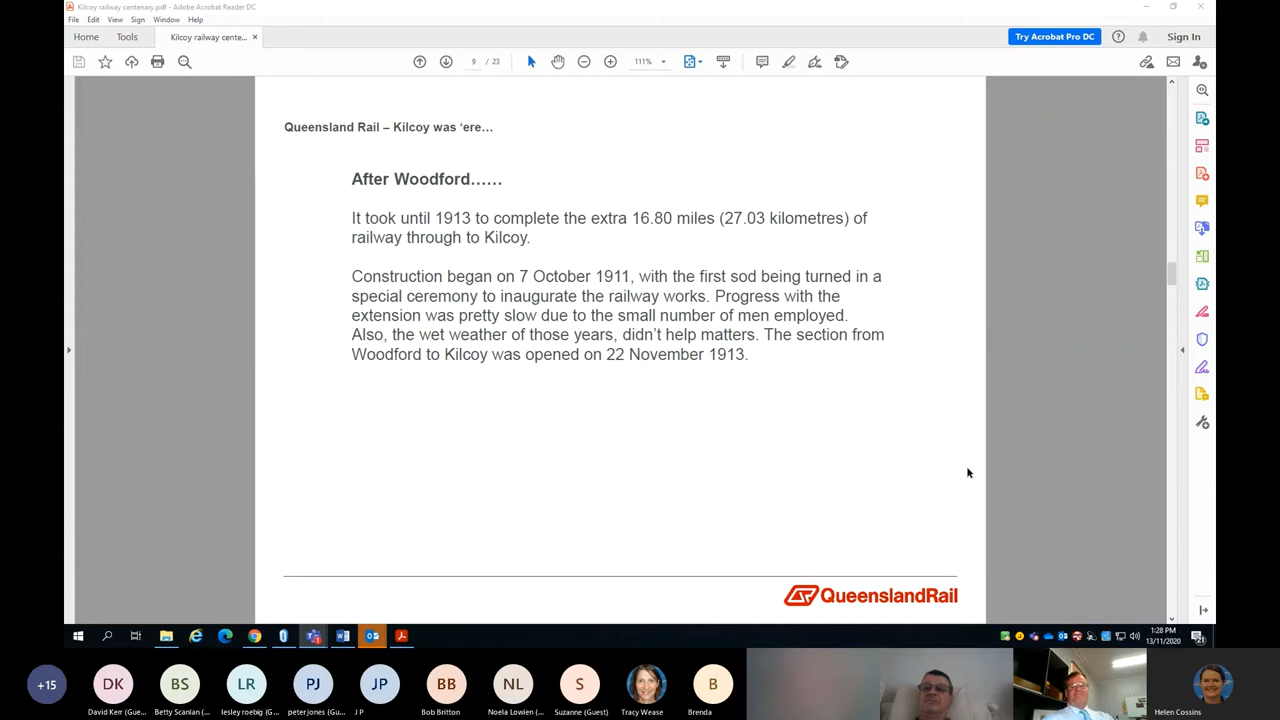 Kilcoy railway centenary.pdf - Adobe Acrobat Reader DC
File Edit View Sign Window Help
Home Tools Kilcoy railway cente... × Try Acrobat Pro DC Sign In
9 / 23 111%
Queensland Rail – Kilcoy was ‘ere…
After Woodford……
It took until 1913 to complete the extra 16.80 miles (27.03 kilometres) of
railway through to Kilcoy.
Construction began on 7 October 1911, with the first sod being turned in a
special ceremony to inaugurate the railway works. Progress with the
extension was pretty slow due to the small number of men employed.
Also, the wet weather of those years, didn’t help matters. The section from
Woodford to Kilcoy was opened on 22 November 1913.
QueenslandRail
1:28 PM
13/11/2020
21
+15 DK BS LR PJ JP BB NL S B
David Kerr (Gue... Betty Scanlan (... lesley roebig (G... peter jones (Gu... J P Bob Britton Noela Lowien (... Suzanne (Guest) Tracy Wease Brenda Helen Cossins